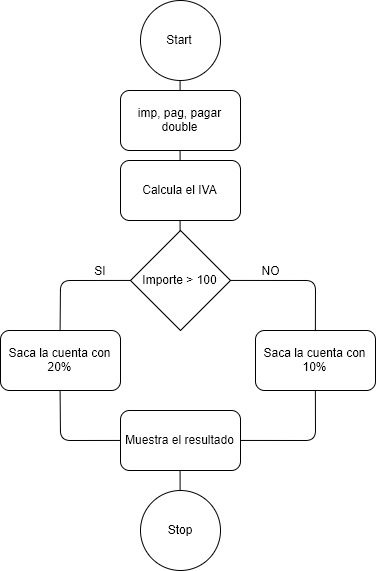 Start
imp, pag, pagar
double
Calcula el IVA
Importe > 100
SI
NO
Saca la cuenta con
20%
Saca la cuenta con
10%
Muestra el resultado
Stop